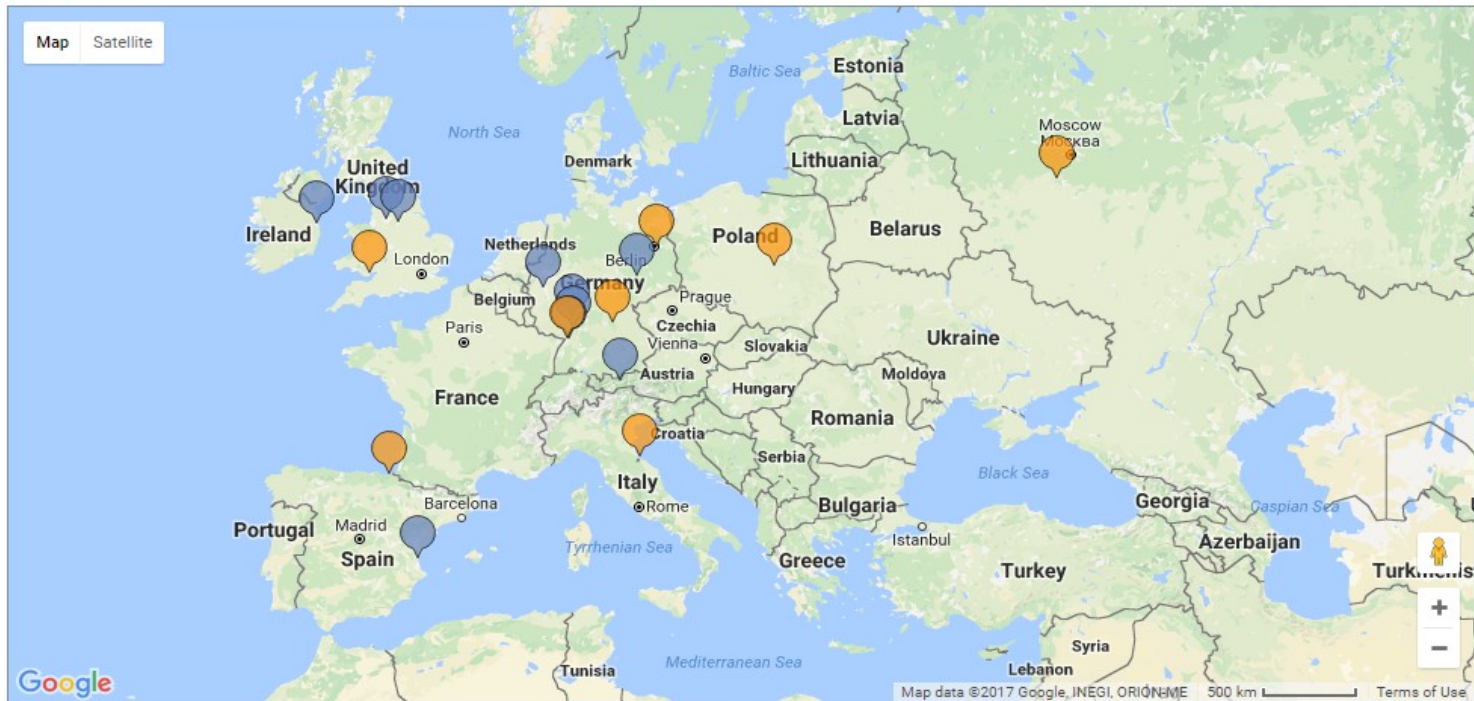 Map
Satellite
Baltic Sea
Estonia
Latvia
North Sea
Moscow
Москва
Denmark
Lithuania
United
Kingdom
Ireland
Netherlands
Poland
Belarus
London
Berlin
Germany
Belgium
Prague
Paris
Czechia
Ukraine
Vienna
Slovakia
Austria
Moldova
France
Hungary
Romania
Croatia
Serbia
Italy
Black Sea
Barcelona
Rome
Bulgaria
Georgia
Caspian Sea
Portugal
Madrid
Istanbul
Azerbaijan
Spain
Tyrrhenian Sea
Greece
Turkey
Turkmenist
Syria
Mediterranean Sea
Tunisia
Lebanon
+
−
Google
Map data ©2017 Google, INEGI, ORION-ME
500 km
Terms of Use